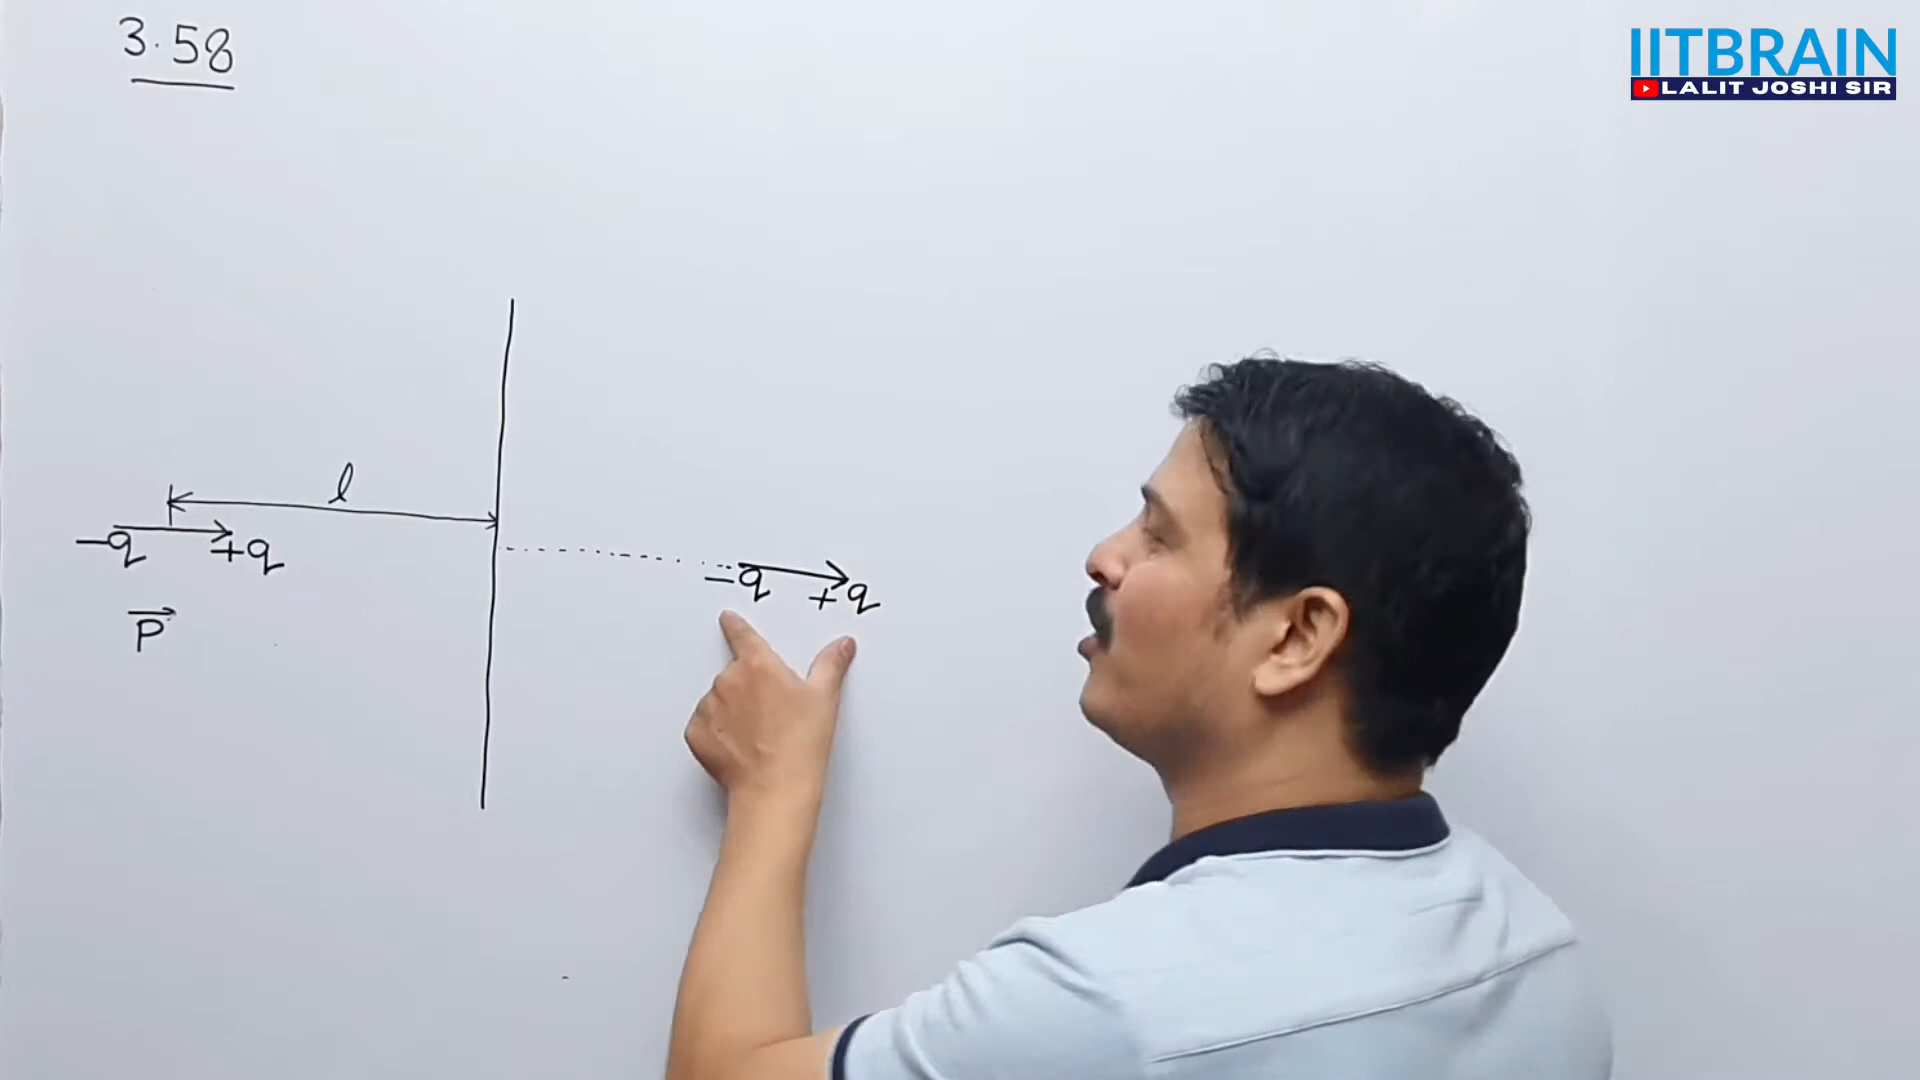 3.58
IITBRAIN
LALIT JOSHI SIR
l
-q +q
-q +q
P